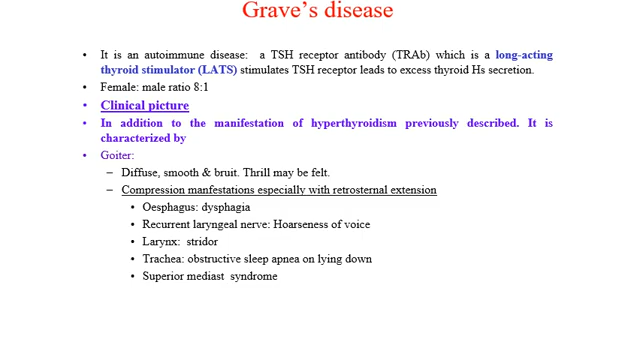 Grave’s disease
• It is an autoimmune disease: a TSH receptor antibody (TRAb) which is a long-acting
thyroid stimulator (LATS) stimulates TSH receptor leads to excess thyroid Hs secretion.
• Female: male ratio 8:1
• Clinical picture
• In addition to the manifestation of hyperthyroidism previously described. It is
characterized by
• Goiter:
– Diffuse, smooth & bruit. Thrill may be felt.
– Compression manfestations especially with retrosternal extension
• Oesphagus: dysphagia
• Recurrent laryngeal nerve: Hoarseness of voice
• Larynx: stridor
• Trachea: obstructive sleep apnea on lying down
• Superior mediast syndrome